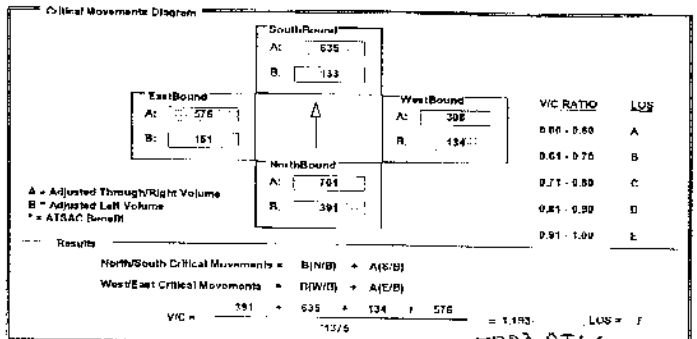 Critical Movements Diagram
SouthBound
A: 635
B: 133
EastBound
A: 576
B: 151
WestBound
A:
B: 134
NorthBound
A:
B: 391
V/C RATIO LOS
0.00 - 0.60 A
0.61 - 0.70 B
0.71 - 0.80 C
0.81 - 0.90 D
0.91 - 1.00 E
A = Adjusted Through/Right Volume
B = Adjusted Left Volume
* = ATSAC Benefit
Results
North/South Critical Movements = B(N/B) + A(S/B)
West/East Critical Movements = B(W/B) + A(E/B)
V/C = 391 + 635 + 134 + 576 = 1.193 LOS = F
1375